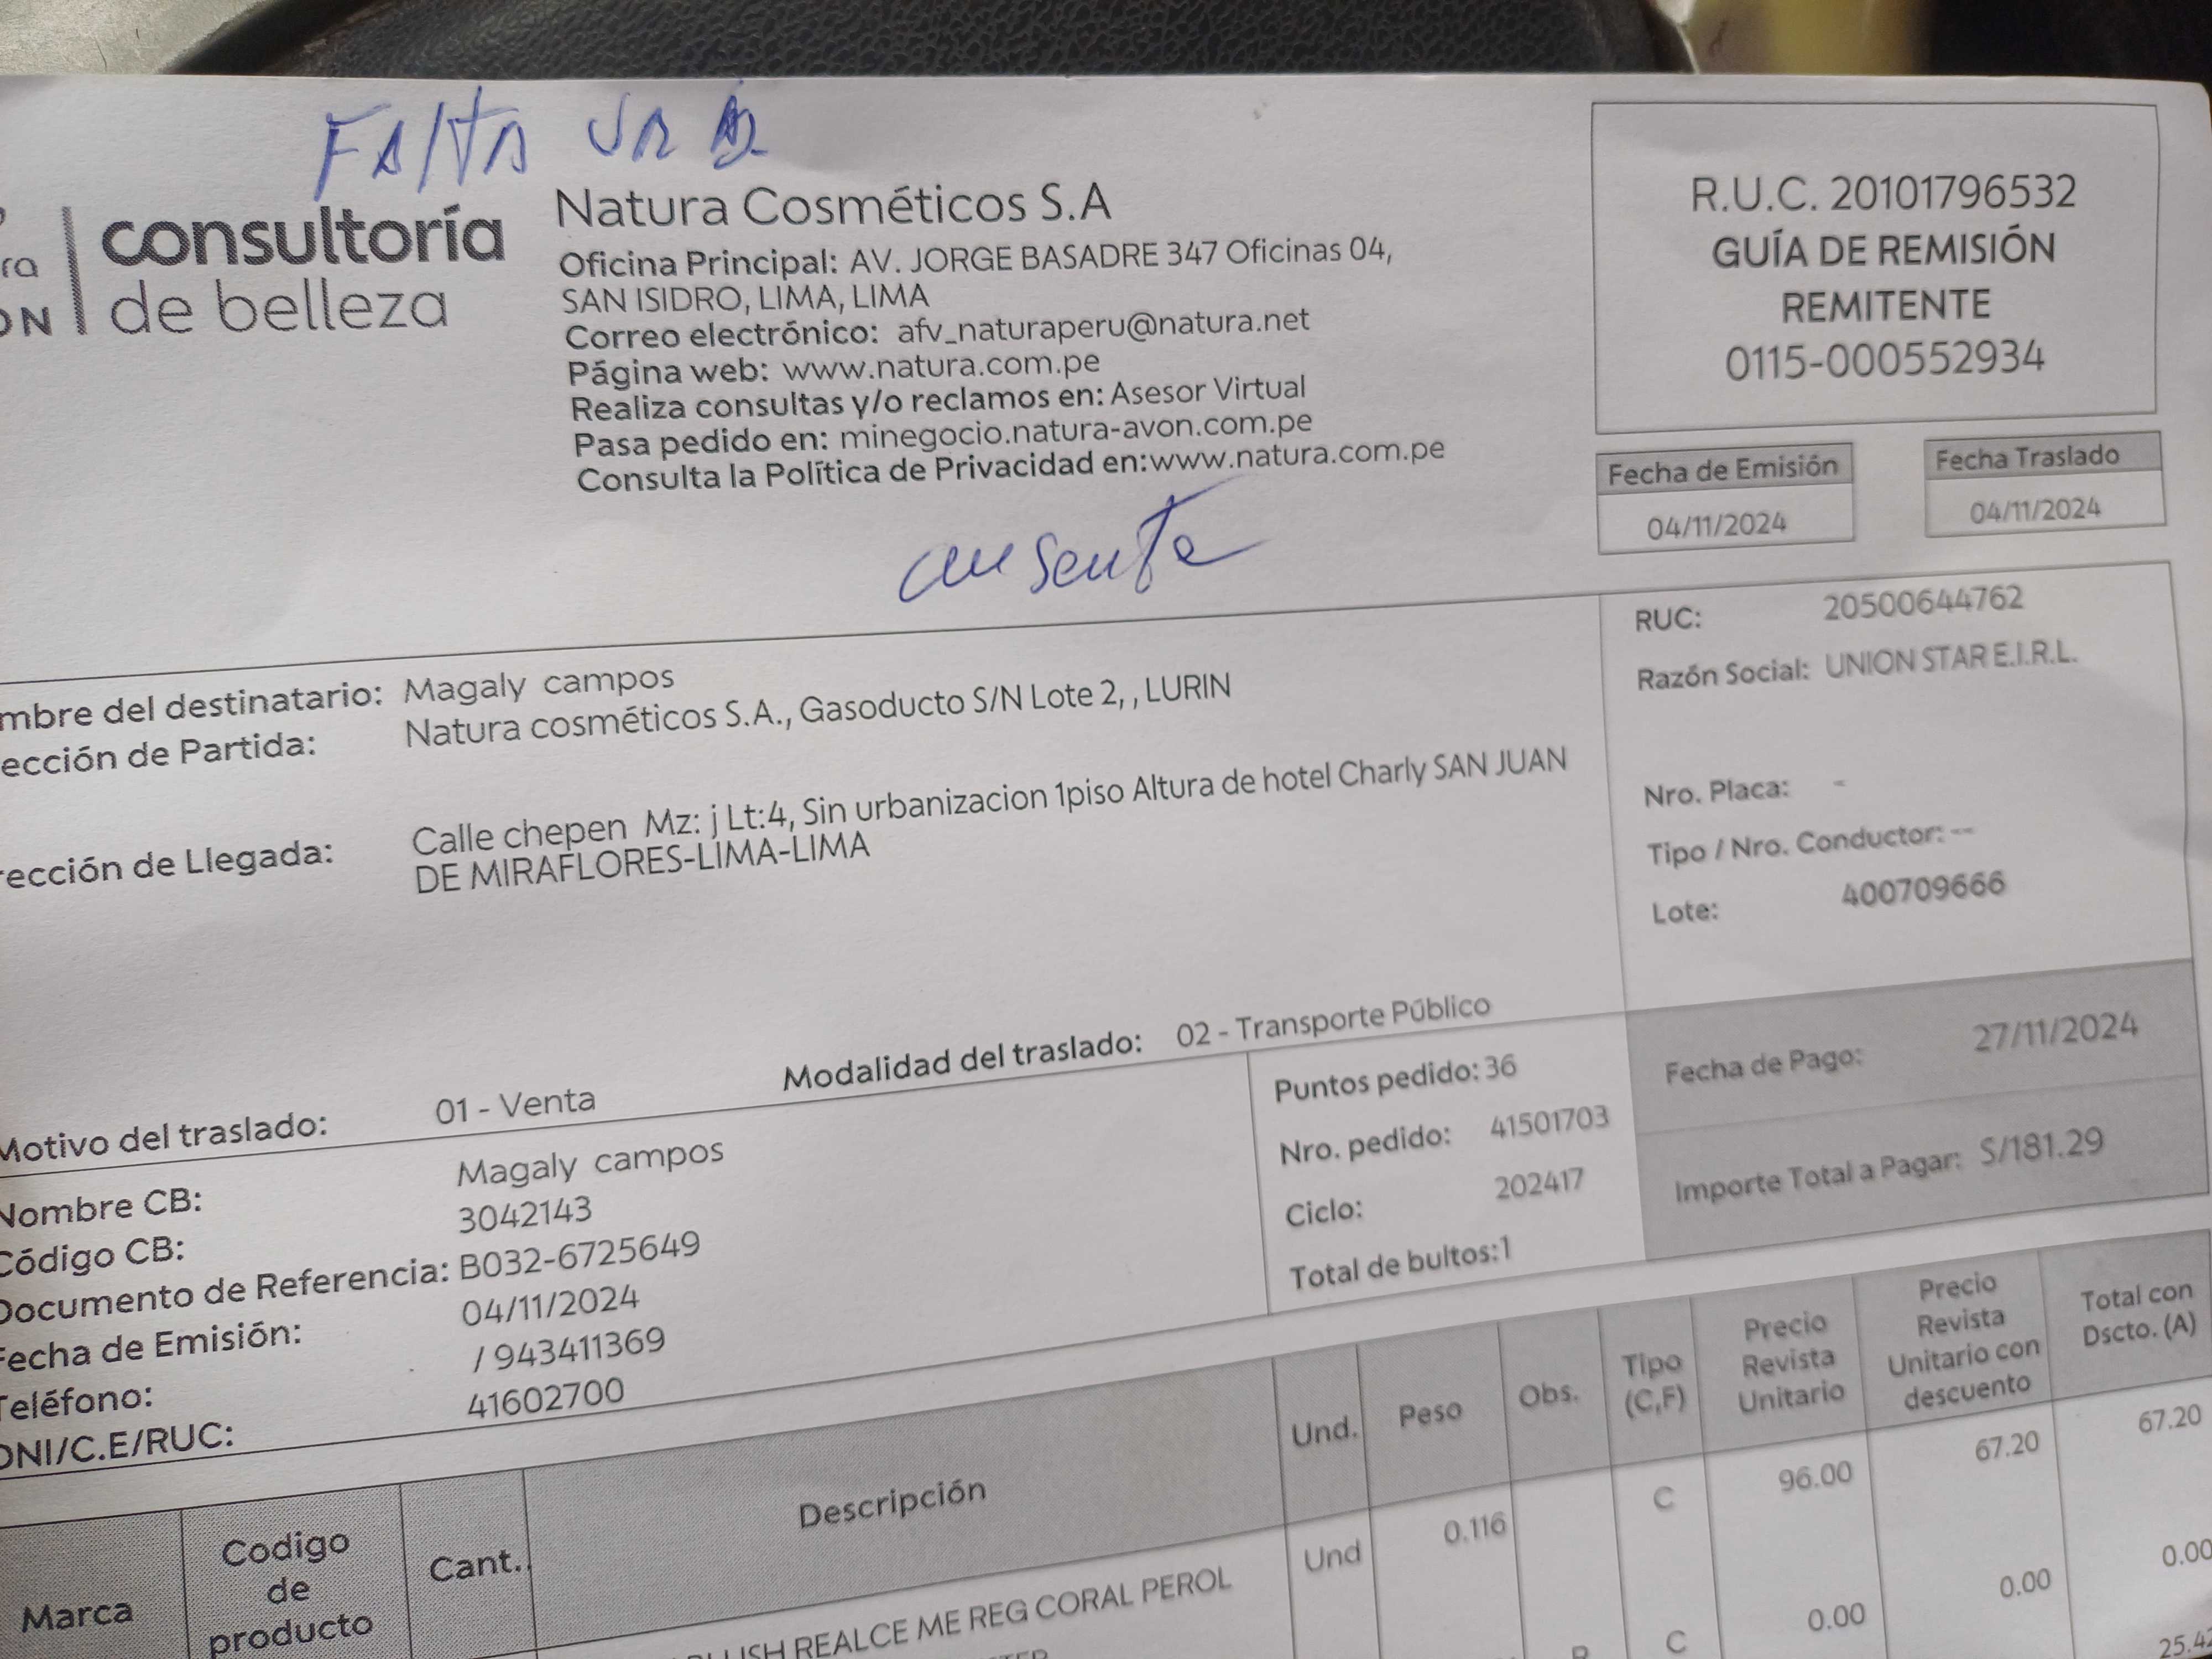 FAlTA URB
ra
ON
consultoría
de belleza
Natura Cosméticos S.A
Oficina Principal: AV. JORGE BASADRE 347 Oficinas 04,
SAN ISIDRO, LIMA, LIMA
Correo electrónico: afv_naturaperu@natura.net
Página web: www.natura.com.pe
Realiza consultas y/o reclamos en: Asesor Virtual
Pasa pedido en: minegocio.natura-avon.com.pe
Consulta la Política de Privacidad en:www.natura.com.pe
R.U.C. 20101796532
GUÍA DE REMISIÓN
REMITENTE
0115-000552934
Fecha de Emisión
04/11/2024
Fecha Traslado
04/11/2024
ausente
mbre del destinatario: Magaly campos
ección de Partida: Natura cosméticos S.A., Gasoducto S/N Lote 2, , LURIN
rección de Llegada: Calle chepen Mz: j Lt:4, Sin urbanizacion 1piso Altura de hotel Charly SAN JUAN
DE MIRAFLORES-LIMA-LIMA
Motivo del traslado: 01 - Venta
Modalidad del traslado: 02 - Transporte Público
RUC: 20500644762
Razón Social: UNION STAR E.I.R.L.
Nro. Placa: -
Tipo / Nro. Conductor: --
Lote: 400709666
Nombre CB: Magaly campos
Código CB: 3042143
Documento de Referencia: B032-6725649
Fecha de Emisión: 04/11/2024
Teléfono: / 943411369
DNI/C.E/RUC: 41602700
Puntos pedido: 36
Nro. pedido: 41501703
Ciclo: 202417
Total de bultos:1
Fecha de Pago: 27/11/2024
Importe Total a Pagar: S/181.29
Marca
Codigo
de
producto
Cant.
Descripción
Und.
Peso
Obs.
Tipo
(C,F)
Precio
Revista
Unitario
Precio
Revista
Unitario con
descuento
Total con
Dscto. (A)
REALCE ME REG CORAL PEROL Und 0.116 C 96.00 67.20 67.20
C 0.00 0.00 0.00
25.42